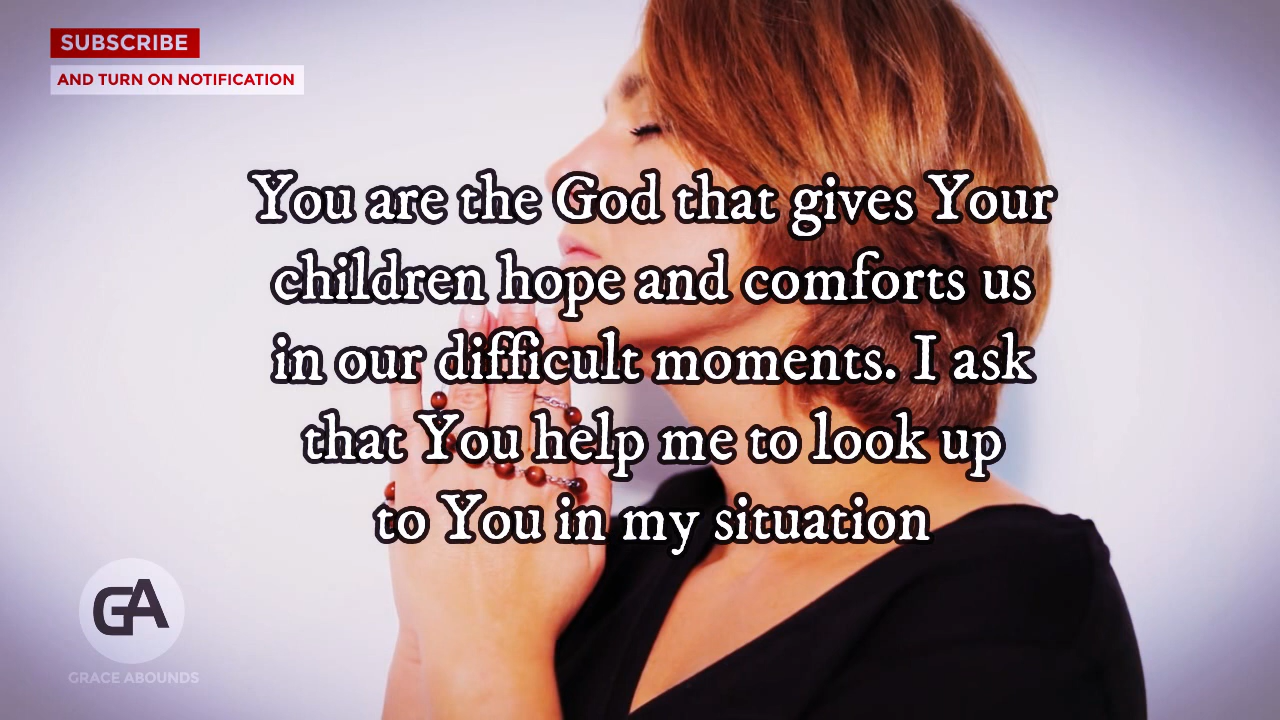 SUBSCRIBE
AND TURN ON NOTIFICATION
You are the God that gives Your
children hope and comforts us
in our difficult moments. I ask
that You help me to look up
to You in my situation
GA
GRACE ABOUNDS